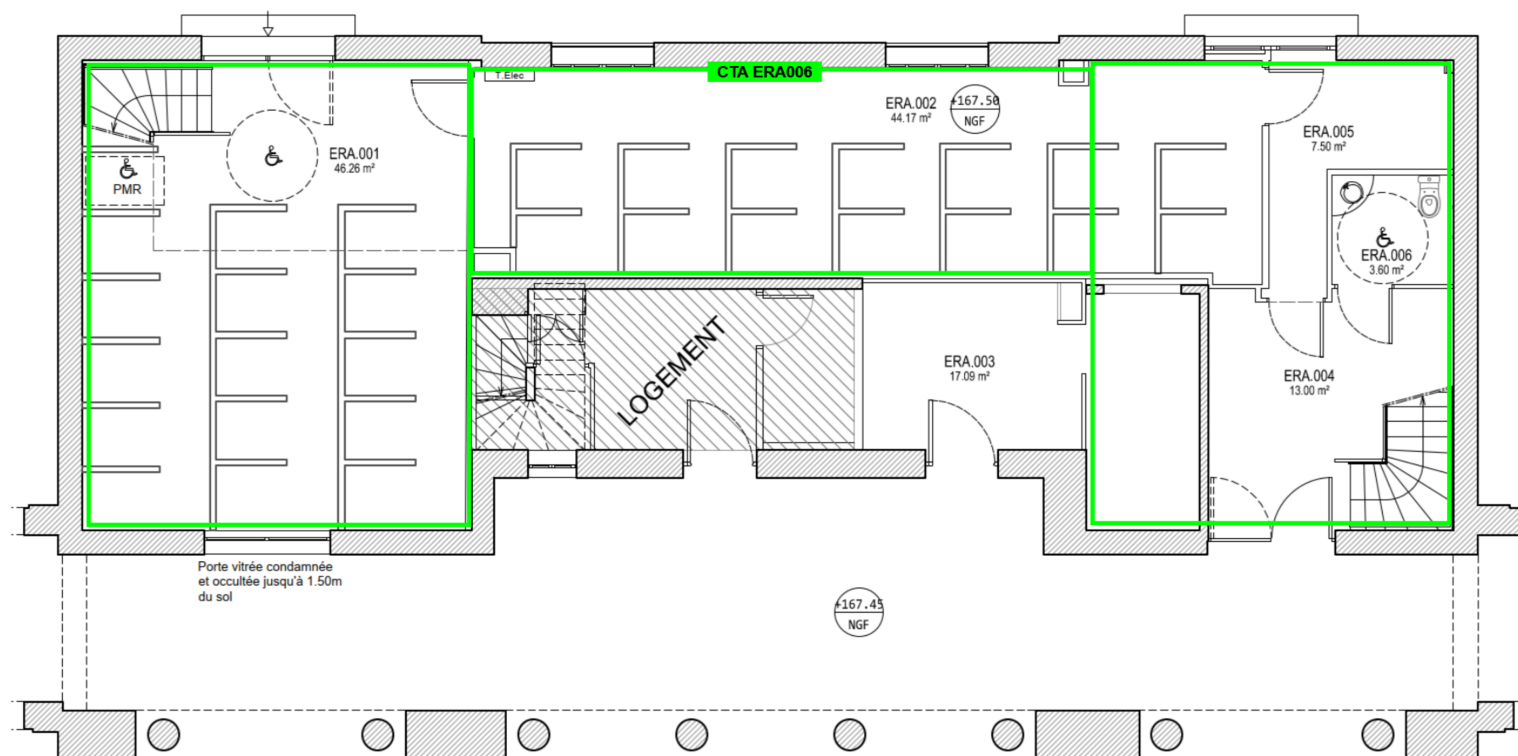 T.Elec
CTA ERA006
ERA.002
44.17 m²
+167.50
NGF
ERA.005
7.50 m²
ERA.001
46.26 m²
PMR
ERA.006
3.60 m²
LOGEMENT
ERA.003
17.09 m²
ERA.004
13.00 m²
Porte vitrée condamnée
et occultée jusqu'à 1.50m
du sol
+167.45
NGF